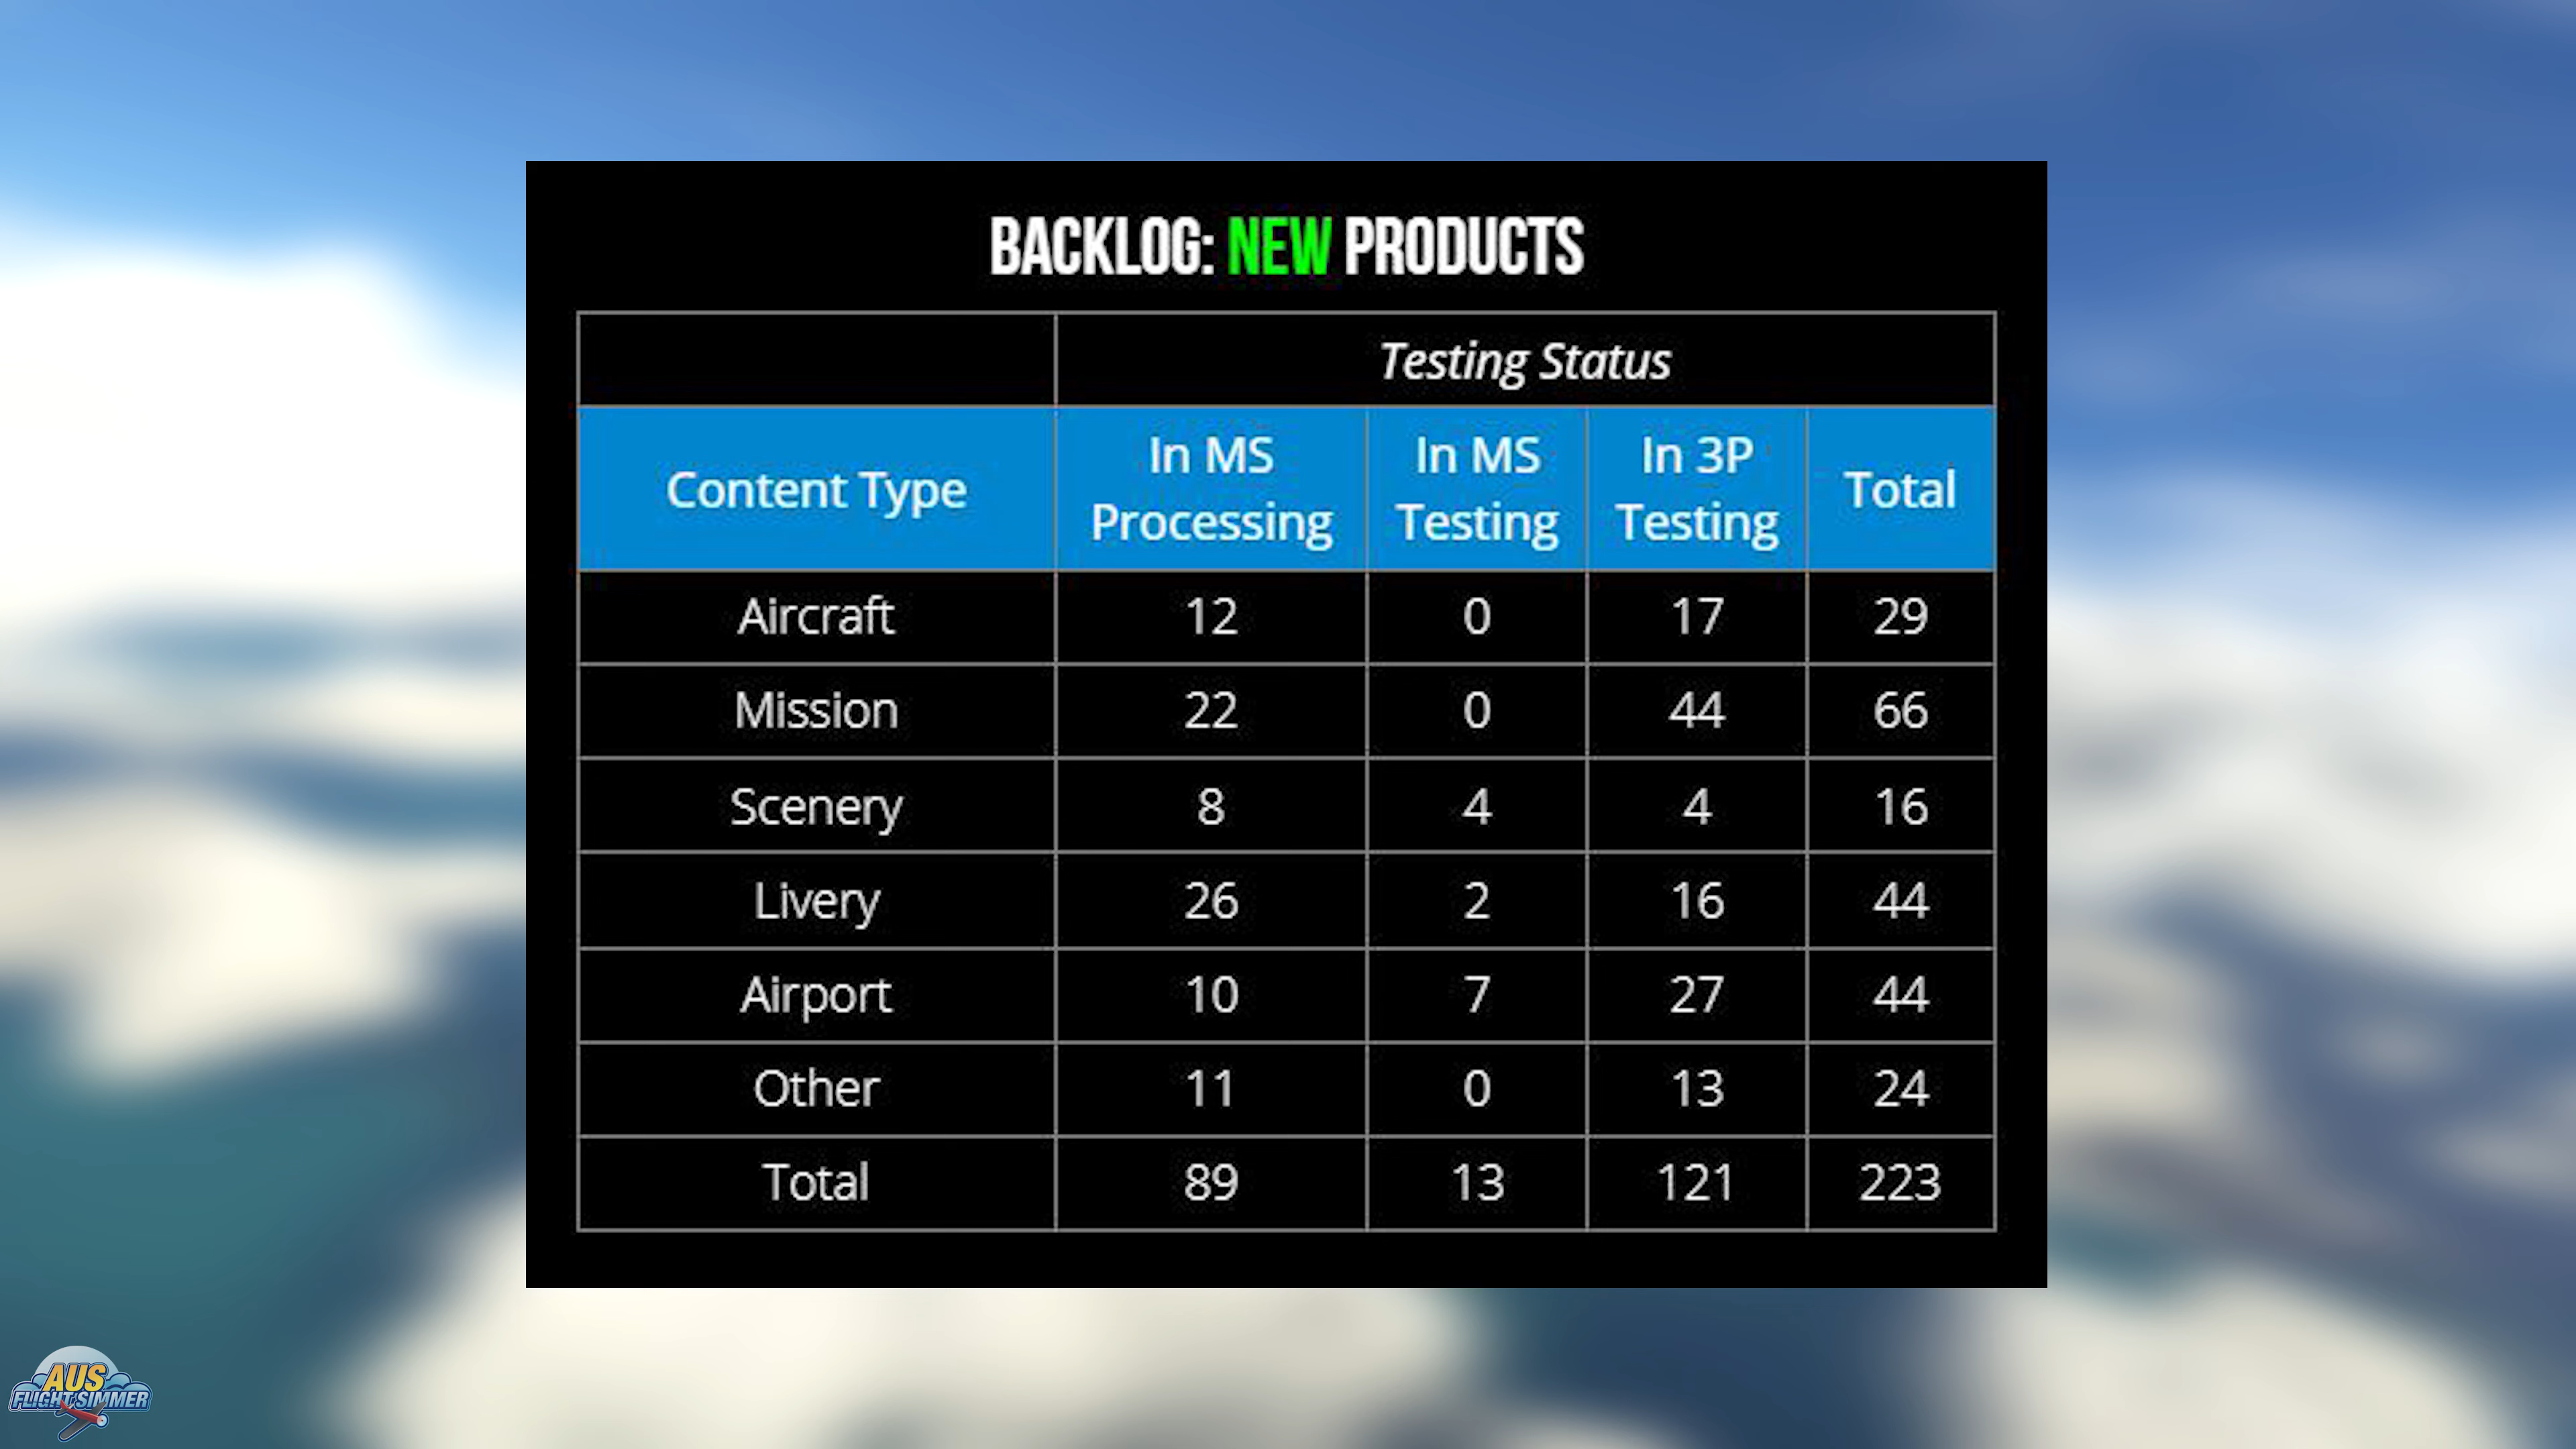 BACKLOG: NEW PRODUCTS
Testing Status
Content Type In MS Processing In MS Testing In 3P Testing Total
Aircraft 12 0 17 29
Mission 22 0 44 66
Scenery 8 4 4 16
Livery 26 2 16 44
Airport 10 7 27 44
Other 11 0 13 24
Total 89 13 121 223
AUS
FLIGHTSIMMER